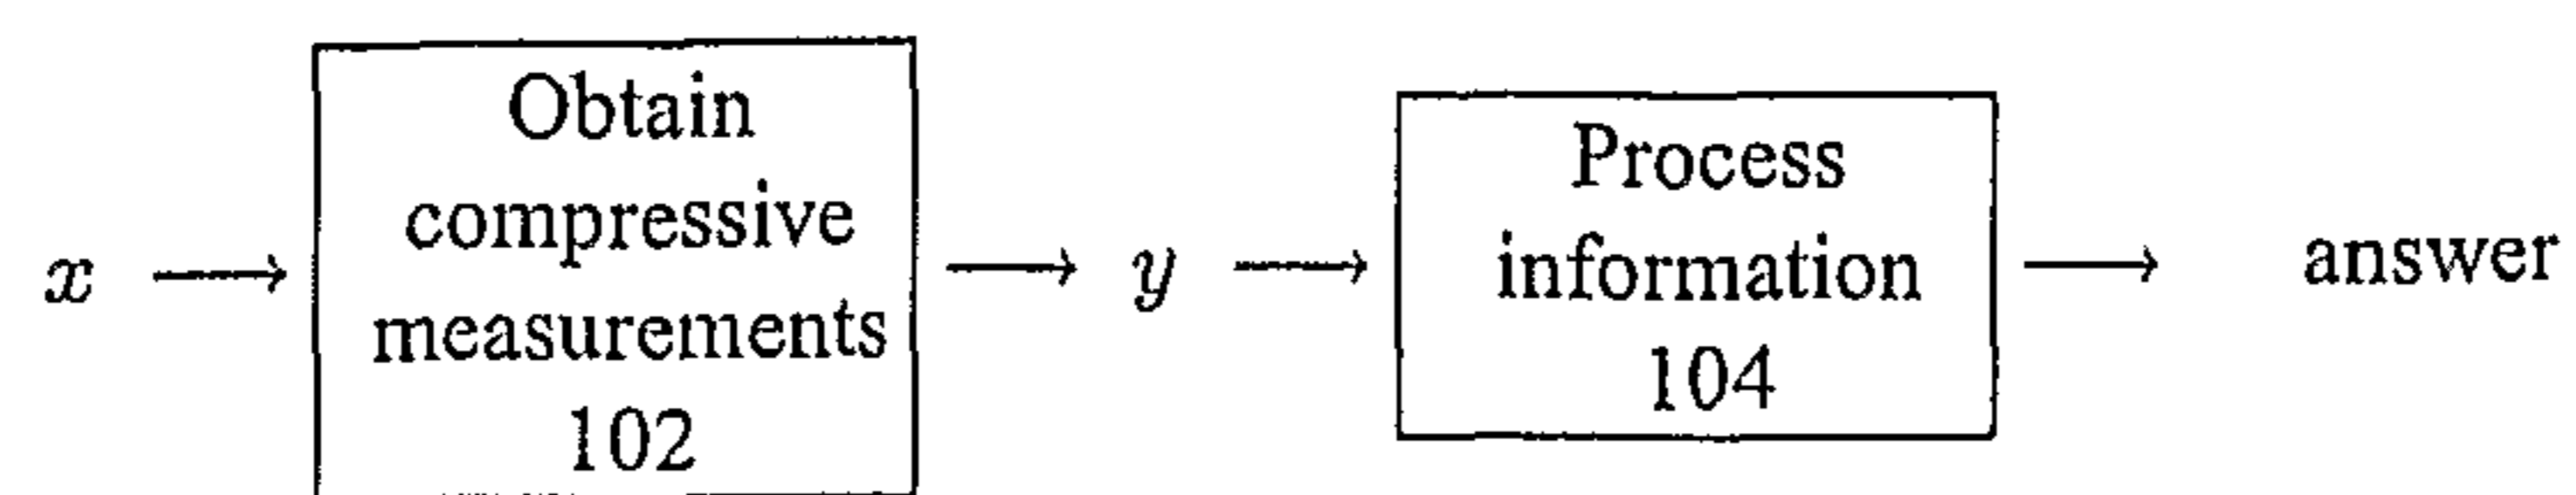 x
Obtain
compressive
measurements
102
y
Process
information
104
answer